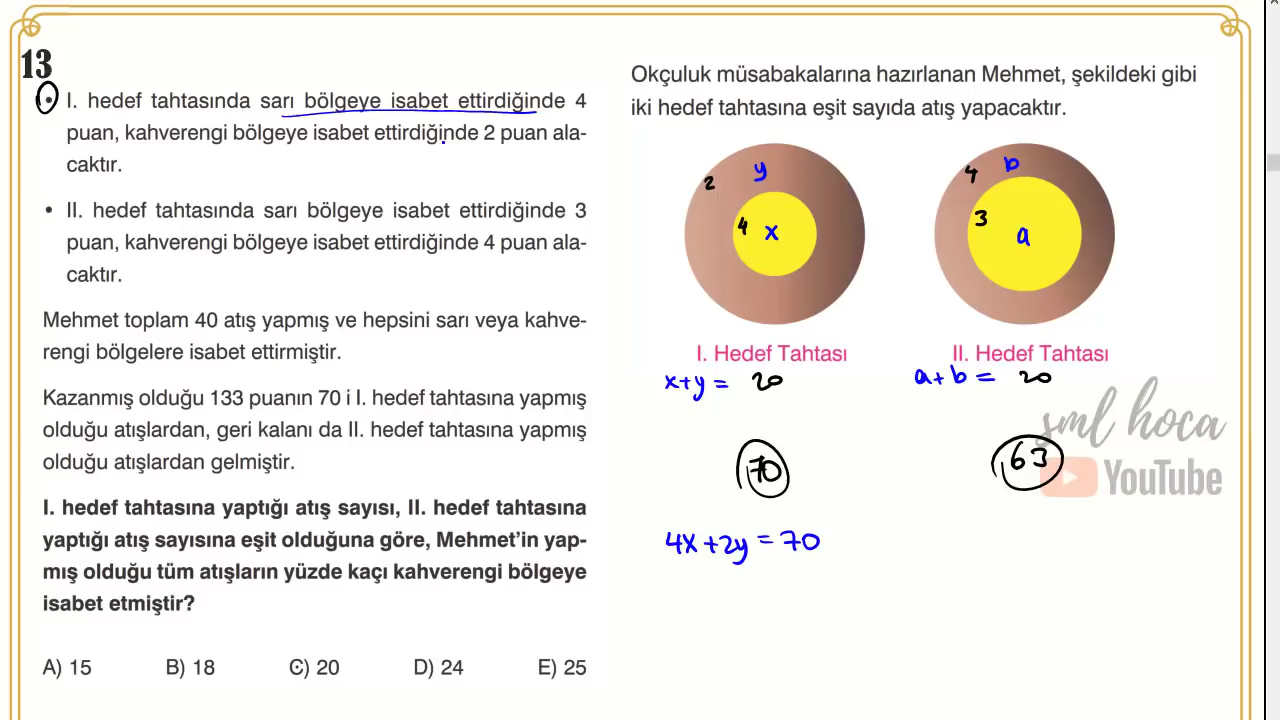 13
• I. hedef tahtasında sarı bölgeye isabet ettirdiğinde 4
puan, kahverengi bölgeye isabet ettirdiğinde 2 puan ala-
caktır.
• II. hedef tahtasında sarı bölgeye isabet ettirdiğinde 3
puan, kahverengi bölgeye isabet ettirdiğinde 4 puan ala-
caktır.
Mehmet toplam 40 atış yapmış ve hepsini sarı veya kahve-
rengi bölgelere isabet ettirmiştir.
Kazanmış olduğu 133 puanın 70 i I. hedef tahtasına yapmış
olduğu atışlardan, geri kalanı da II. hedef tahtasına yapmış
olduğu atışlardan gelmiştir.
I. hedef tahtasına yaptığı atış sayısı, II. hedef tahtasına
yaptığı atış sayısına eşit olduğuna göre, Mehmet'in yap-
mış olduğu tüm atışların yüzde kaçı kahverengi bölgeye
isabet etmiştir?
A) 15 B) 18 C) 20 D) 24 E) 25
Okçuluk müsabakalarına hazırlanan Mehmet, şekildeki gibi
iki hedef tahtasına eşit sayıda atış yapacaktır.
2 y
4 x
4 b
3 a
I. Hedef Tahtası
II. Hedef Tahtası
x+y = 20
a+b = 20
70
63
4x+2y=70
sml hoca
YouTube